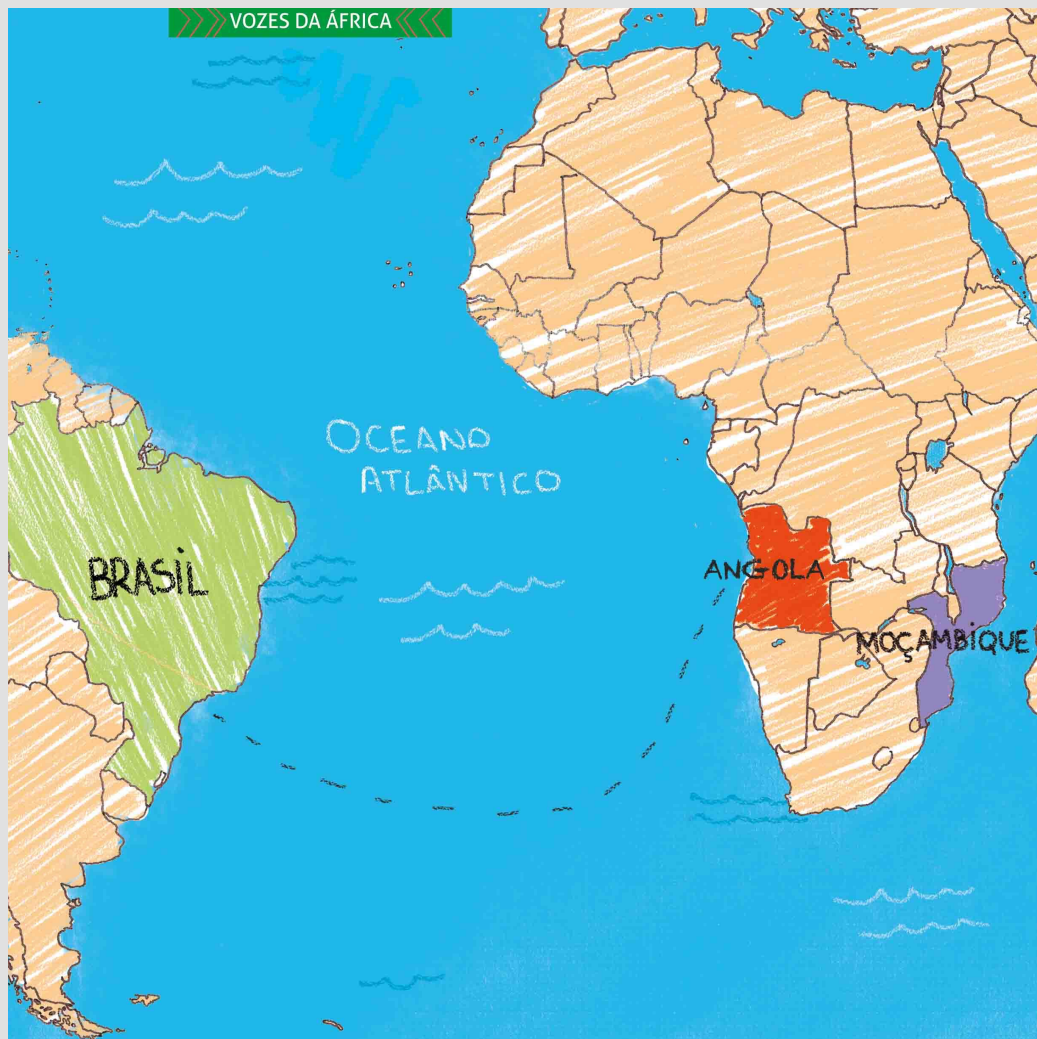 VOZES DA ÁFRICA
OCEANO
ATLÂNTICO
BRASIL
ANGOLA
MOÇAMBIQUE